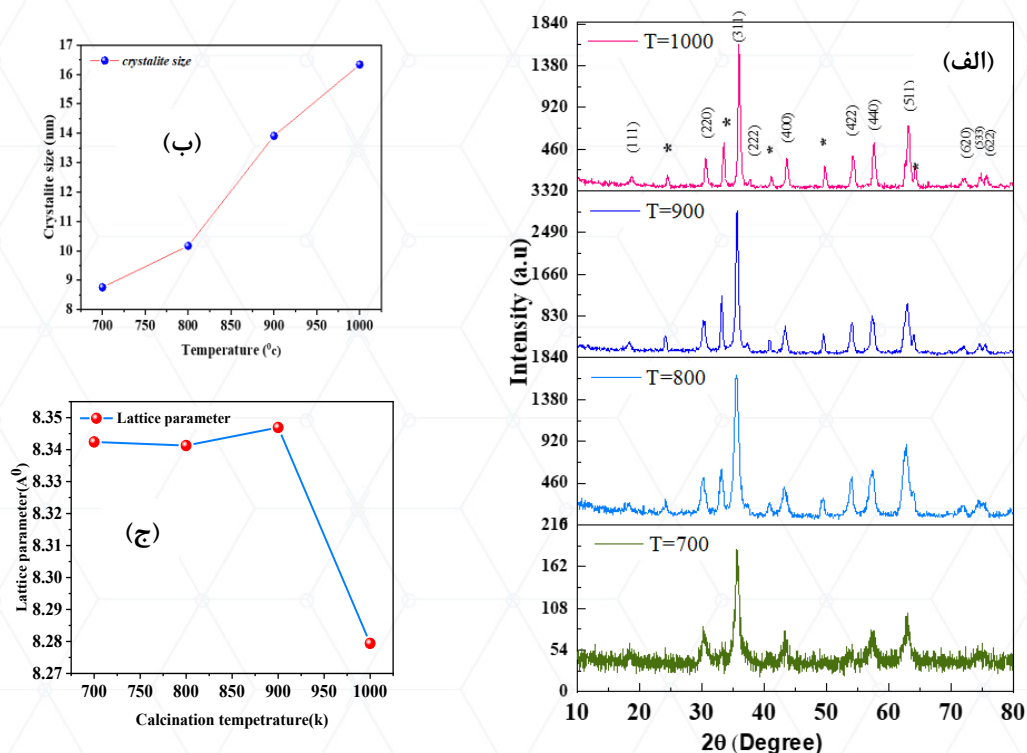 17
16
15
14
13
12
11
10
9
8
crystalite size
(ب)
Crystallite size (nm)
700 750 800 850 900 950 1000
Temperature (⁰c)
8.35
8.34
8.33
8.32
8.31
8.30
8.29
8.28
8.27
Lattice parameter
(ج)
Lattice parameter(A⁰)
700 750 800 850 900 950 1000
Calcination tempetrature(k)
1840
1380
920
460
T=1000
(الف)
(111) * (220) * (311) (222) * (400) * (422) (440) (511) * (620) (533) (622)
3320
2490
1660
830
T=900
1840
1380
920
460
T=800
216
162
108
54
0
T=700
Intensity (a.u)
10 20 30 40 50 60 70 80
2θ (Degree)